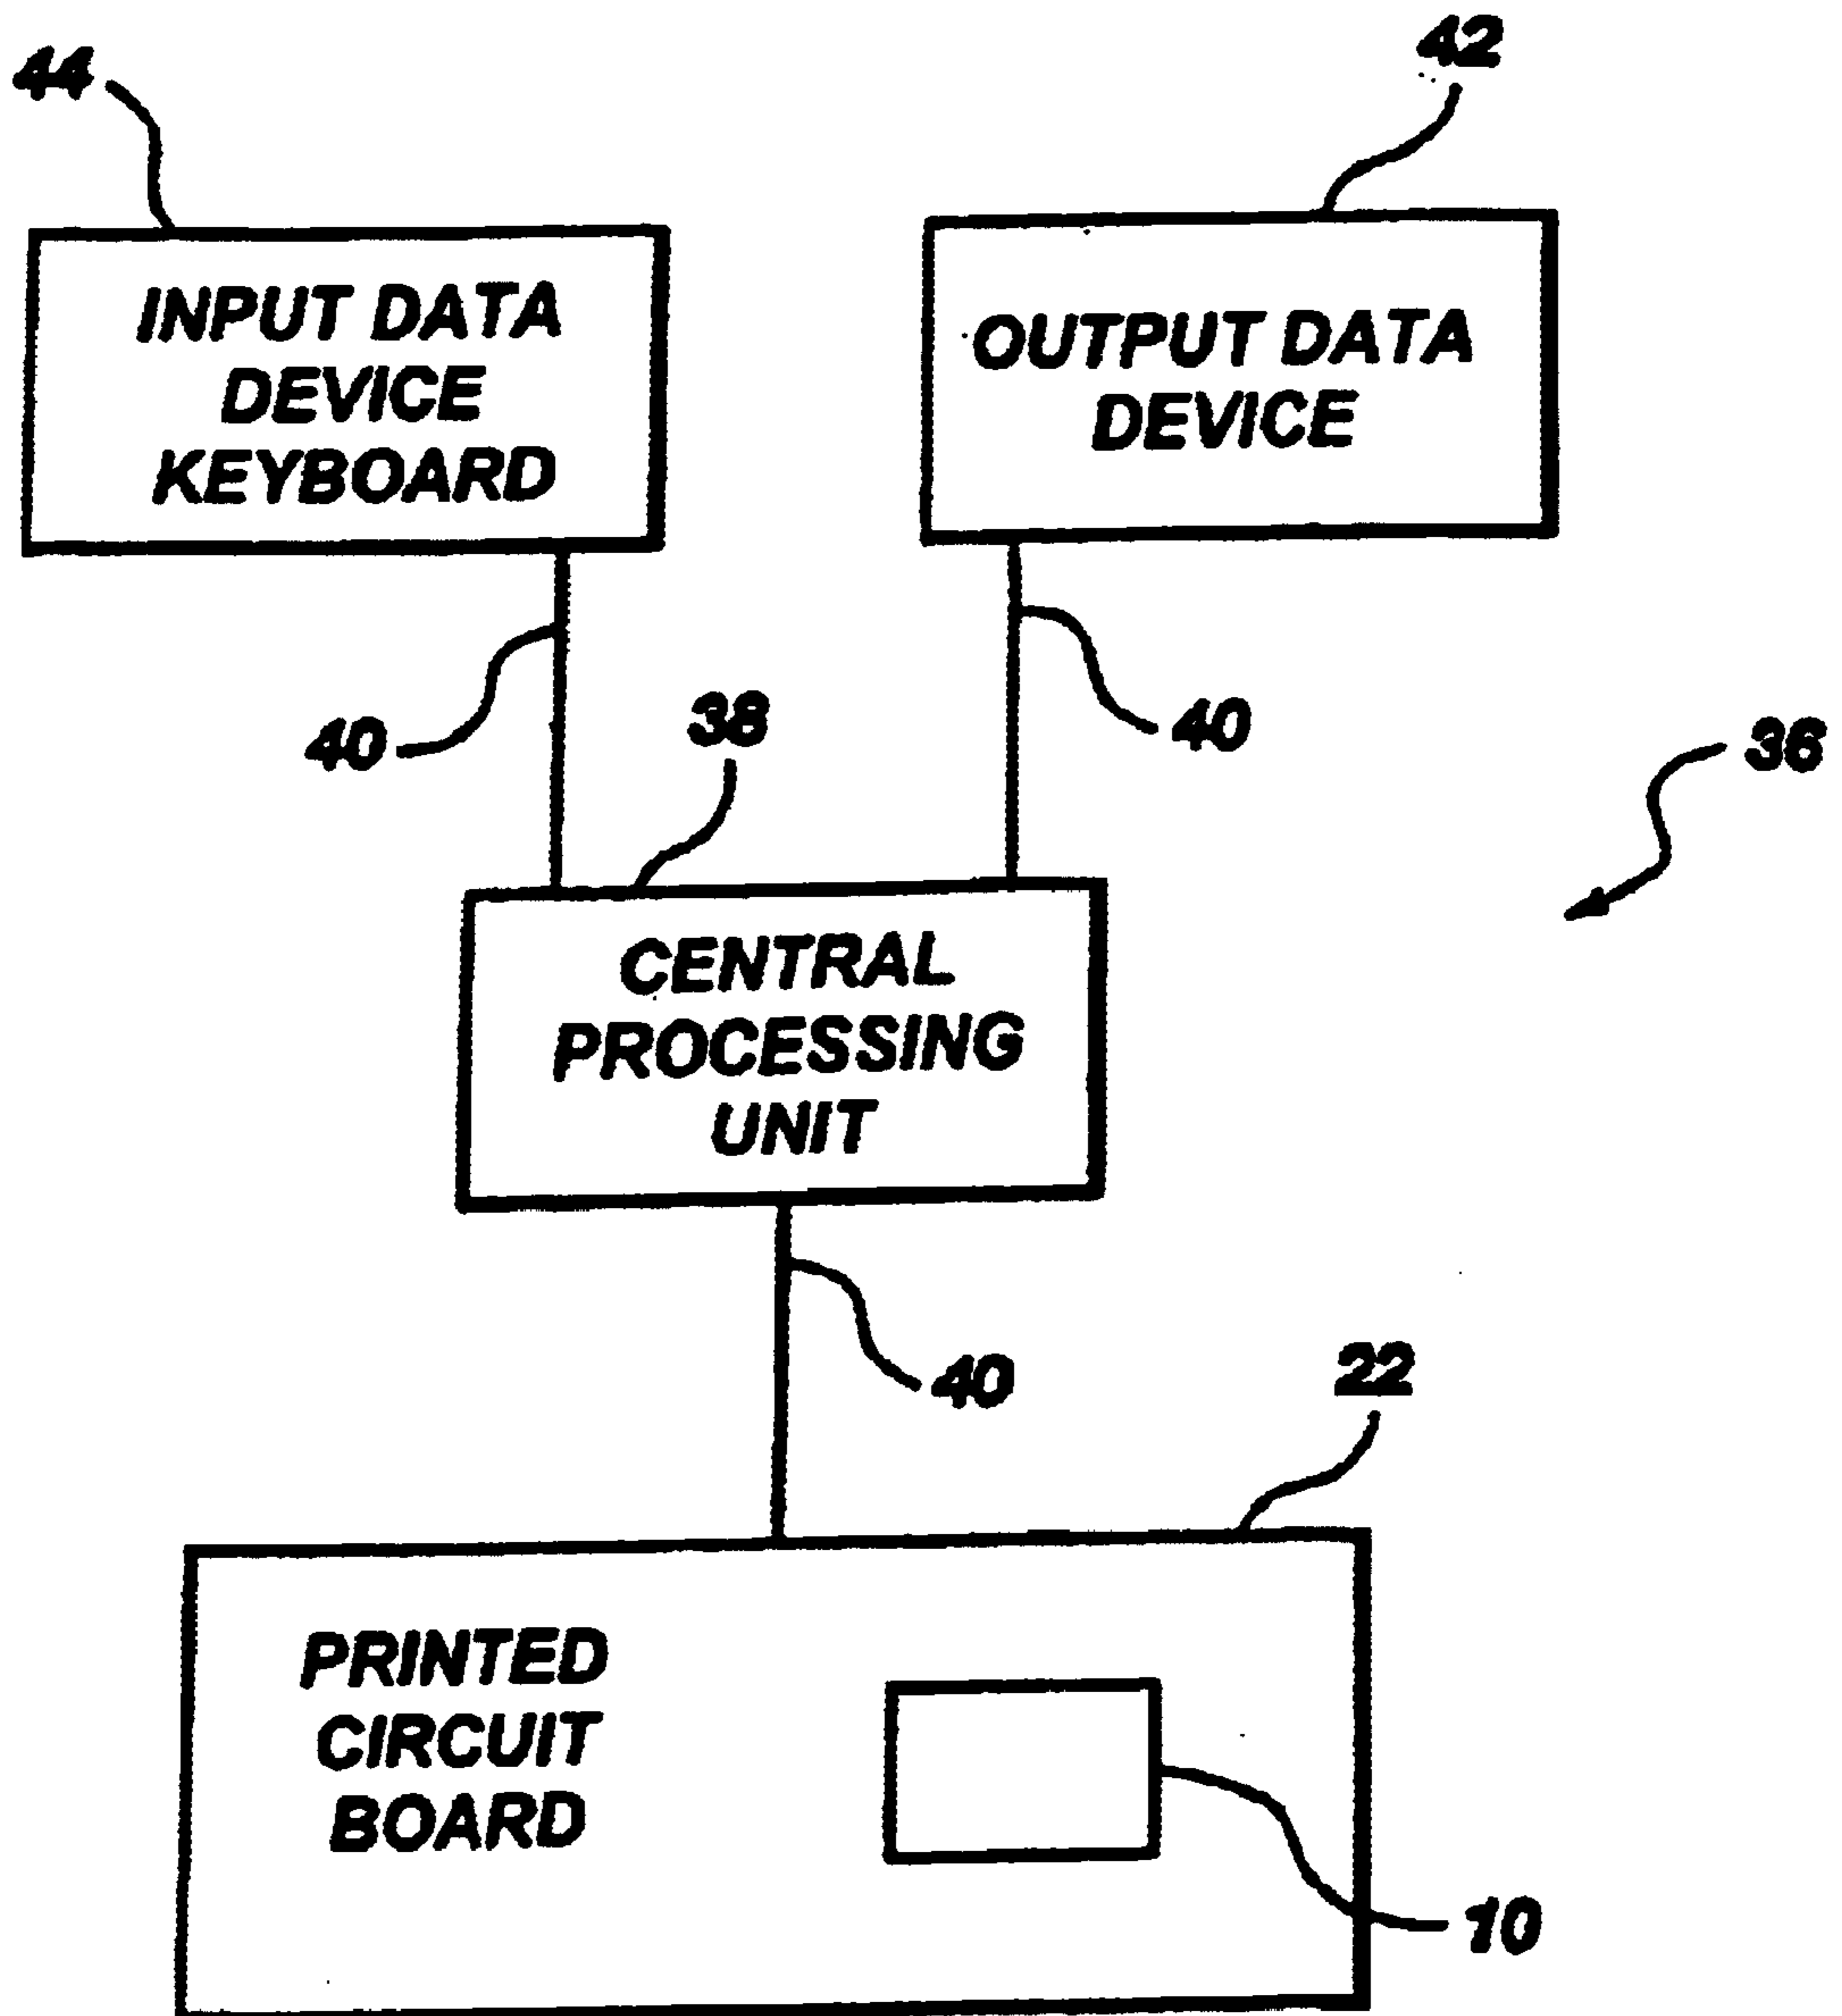 44
42
INPUT DATA
DEVICE
KEYBOARD
OUTPUT DATA
DEVICE
40
38
40
36
CENTRAL
PROCESSING
UNIT
40
22
PRINTED
CIRCUIT
BOARD
10